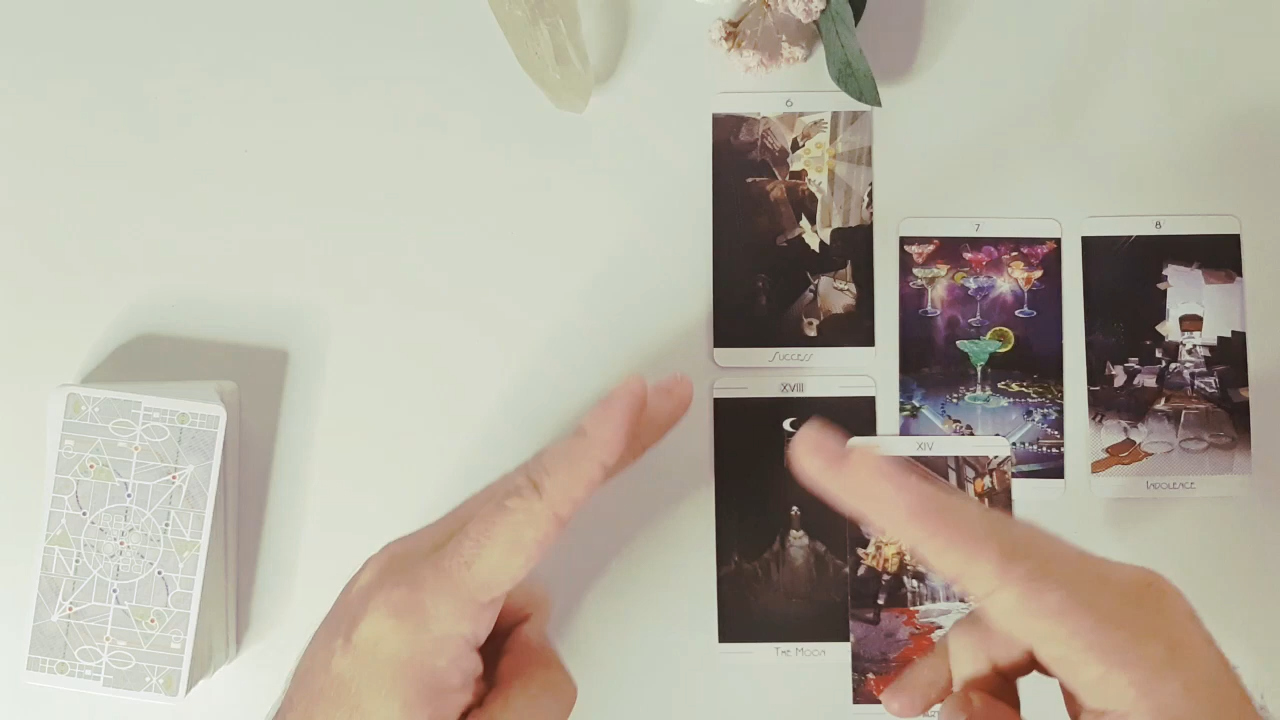 6
SUCCESS
XVIII
THE MOON
7
XIV
8
INDOLENCE